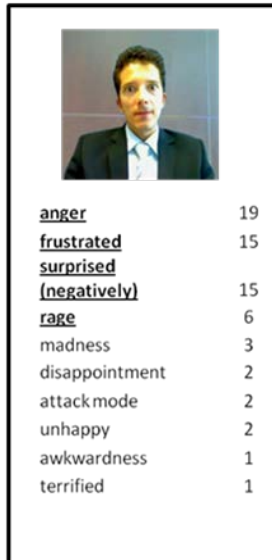 anger 19
frustrated 15
surprised
(negatively) 15
rage 6
madness 3
disappointment 2
attack mode 2
unhappy 2
awkwardness 1
terrified 1